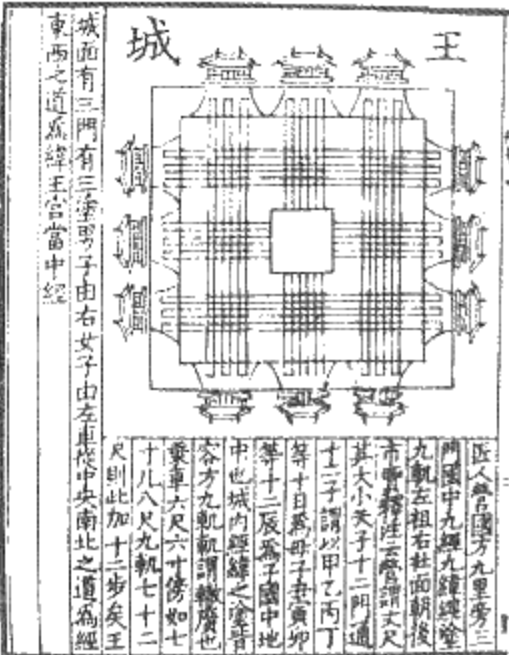 王城
匠人營國方九里旁三
門國中九經九緯經塗
九軌左祖右社面朝後
市 釋注云營謂丈尺
其大小天子十二門通
十二子謂以甲乙丙丁
等十日爲母子丑寅卯
等十二辰爲子國中地
中也城內經緯之塗皆
容方九軌軌謂轍廣也
乗車六尺六寸傍加七
寸凡八尺九軌七十二
尺則此加十二步矣王
城面有三門門有三塗男子由右女子由左車從中央南北之道爲經
東西之道爲緯王宮當中經